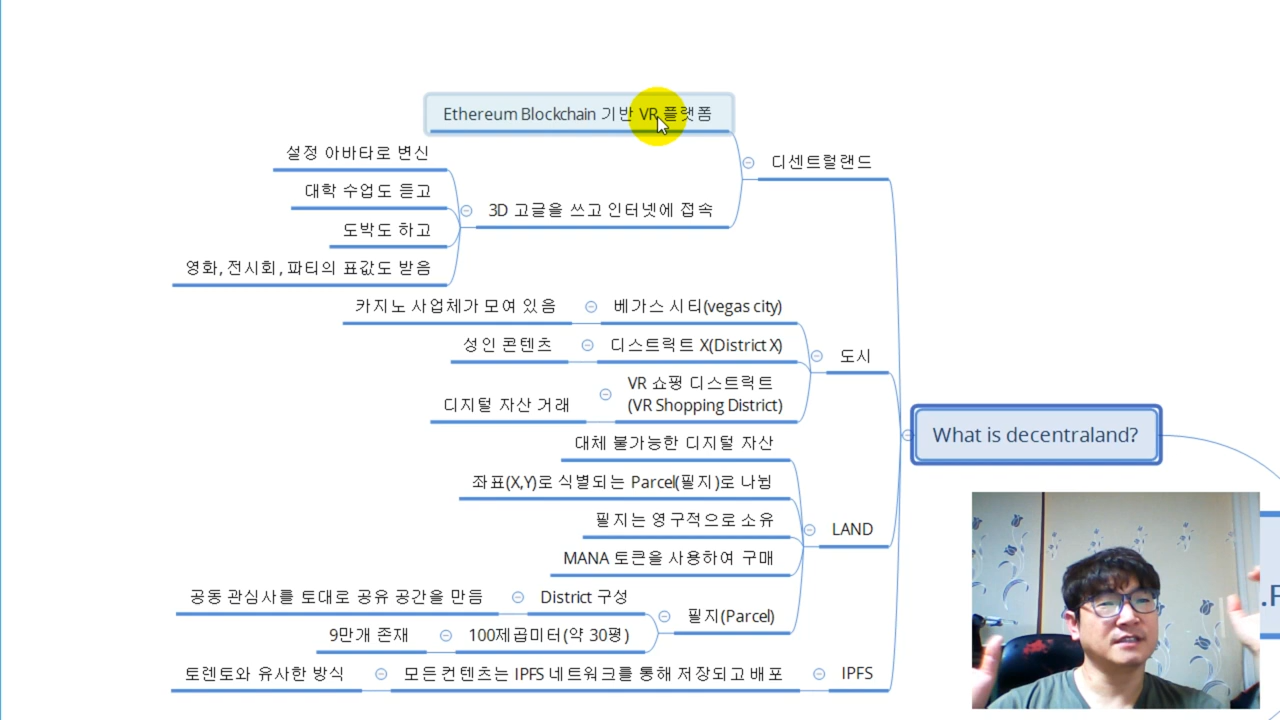 Ethereum Blockchain 기반 VR 플랫폼
설정 아바타로 변신
디센트럴랜드
대학 수업도 듣고
3D 고글을 쓰고 인터넷에 접속
도박도 하고
영화, 전시회, 파티의 표값도 받음
카지노 사업체가 모여 있음
베가스 시티(vegas city)
성인 콘텐츠
디스트릭트 X(District X)
도시
VR 쇼핑 디스트릭트
(VR Shopping District)
디지털 자산 거래
What is decentraland?
대체 불가능한 디지털 자산
좌표(X,Y)로 식별되는 Parcel(필지)로 나뉨
필지는 영구적으로 소유
LAND
MANA 토큰을 사용하여 구매
공동 관심사를 토대로 공유 공간을 만듬
District 구성
필지(Parcel)
9만개 존재
100제곱미터(약 30평)
토렌토와 유사한 방식
모든 컨텐츠는 IPFS 네트워크를 통해 저장되고 배포
IPFS